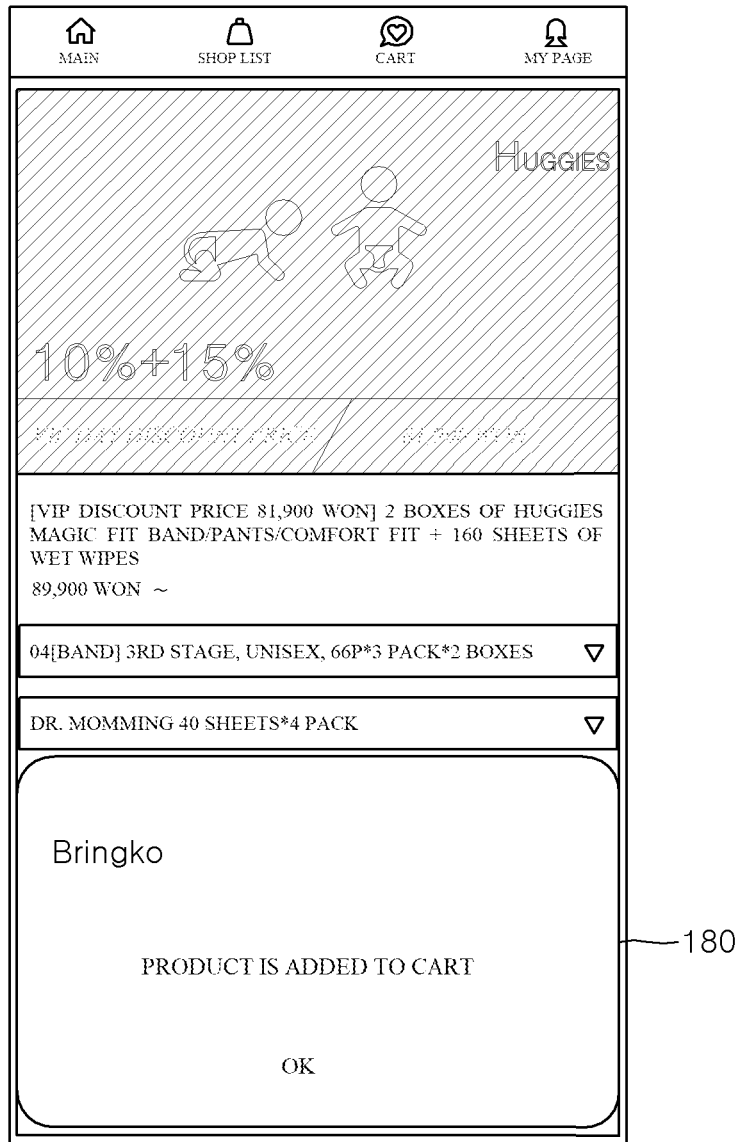 MAIN
SHOP LIST
CART
MY PAGE
HUGGIES
10%+15%
[VIP DISCOUNT PRICE 81,900 WON] 2 BOXES OF HUGGIES
MAGIC FIT BAND/PANTS/COMFORT FIT + 160 SHEETS OF
WET WIPES
89,900 WON ~
04[BAND] 3RD STAGE, UNISEX, 66P*3 PACK*2 BOXES
DR. MOMMING 40 SHEETS*4 PACK
Bringko
180
PRODUCT IS ADDED TO CART
OK